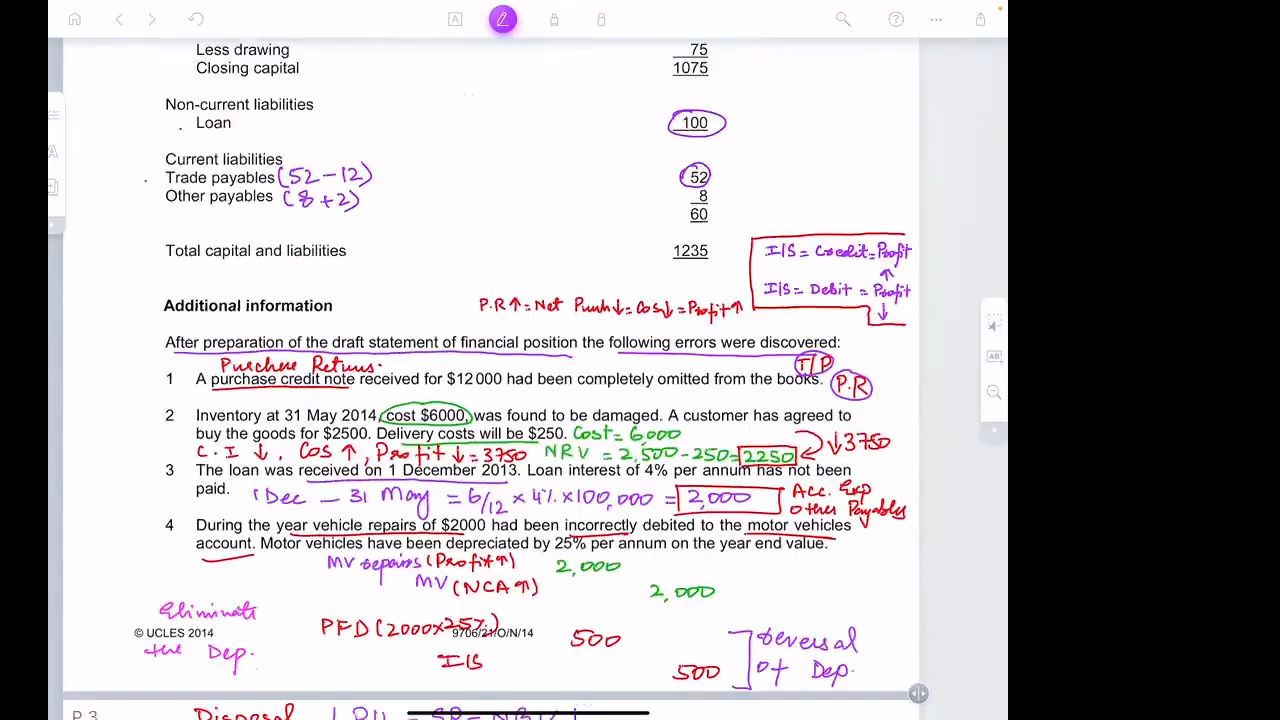 Less drawing 75
Closing capital 1075
Non-current liabilities
Loan 100
Current liabilities
Trade payables (52 - 12) 52
Other payables (8 + 2) 8
60
Total capital and liabilities 1235
I/S = Credit = Profit ↑
I/S = Debit = Profit ↓
Additional information
P.R ↑ = Net Purch ↓ = COS ↓ = Profit ↑
After preparation of the draft statement of financial position the following errors were discovered:
Purchase Returns.
T/P
1 A purchase credit note received for $12 000 had been completely omitted from the books.
P.R
2 Inventory at 31 May 2014, cost $6000, was found to be damaged. A customer has agreed to
buy the goods for $2500. Delivery costs will be $250. Cost = 6,000
↓3750
C.I ↓, COS ↑, Profit ↓ = 3750 NRV = 2,500 - 250 = 2250
3 The loan was received on 1 December 2013. Loan interest of 4% per annum has not been
paid. 1 Dec - 31 May = 6/12 × 4% × 100,000 = 2,000
Acc. Exp
Other Payables
4 During the year vehicle repairs of $2000 had been incorrectly debited to the motor vehicles
account. Motor vehicles have been depreciated by 25% per annum on the year end value.
MV repairs (Profit ↑) 2,000
MV (NCA ↑) 2,000
Eliminate
the Dep.
PFD (2000 × 25%) 500
© UCLES 2014 9706/21/O/N/14
I/S 500
reversal
of Dep.
P.3
Disposal